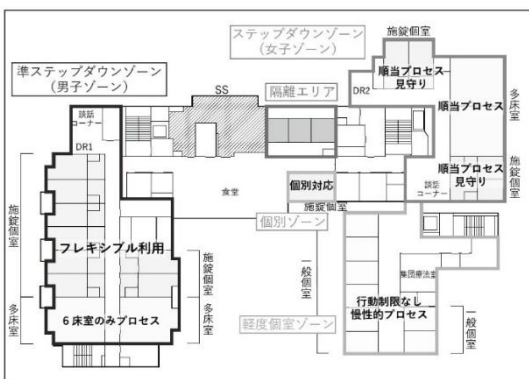 ステップダウンゾーン
(女子ゾーン)
施錠個室
準ステップダウンゾーン
(男子ゾーン)
SS
隔離エリア
DR2
順当プロセス
見守り
多床室
順当プロセス
談話
コーナー
DR1
食堂
個別対応
施錠個室
順当プロセス
見守り
談話
コーナー
施錠個室
個別ゾーン
施錠個室
フレキシブル利用
施錠個室
一般個室
集団療法室
行動制限なし
慢性的プロセス
一般個室
多床室
6床室のみプロセス
多床室
軽度個室ゾーン